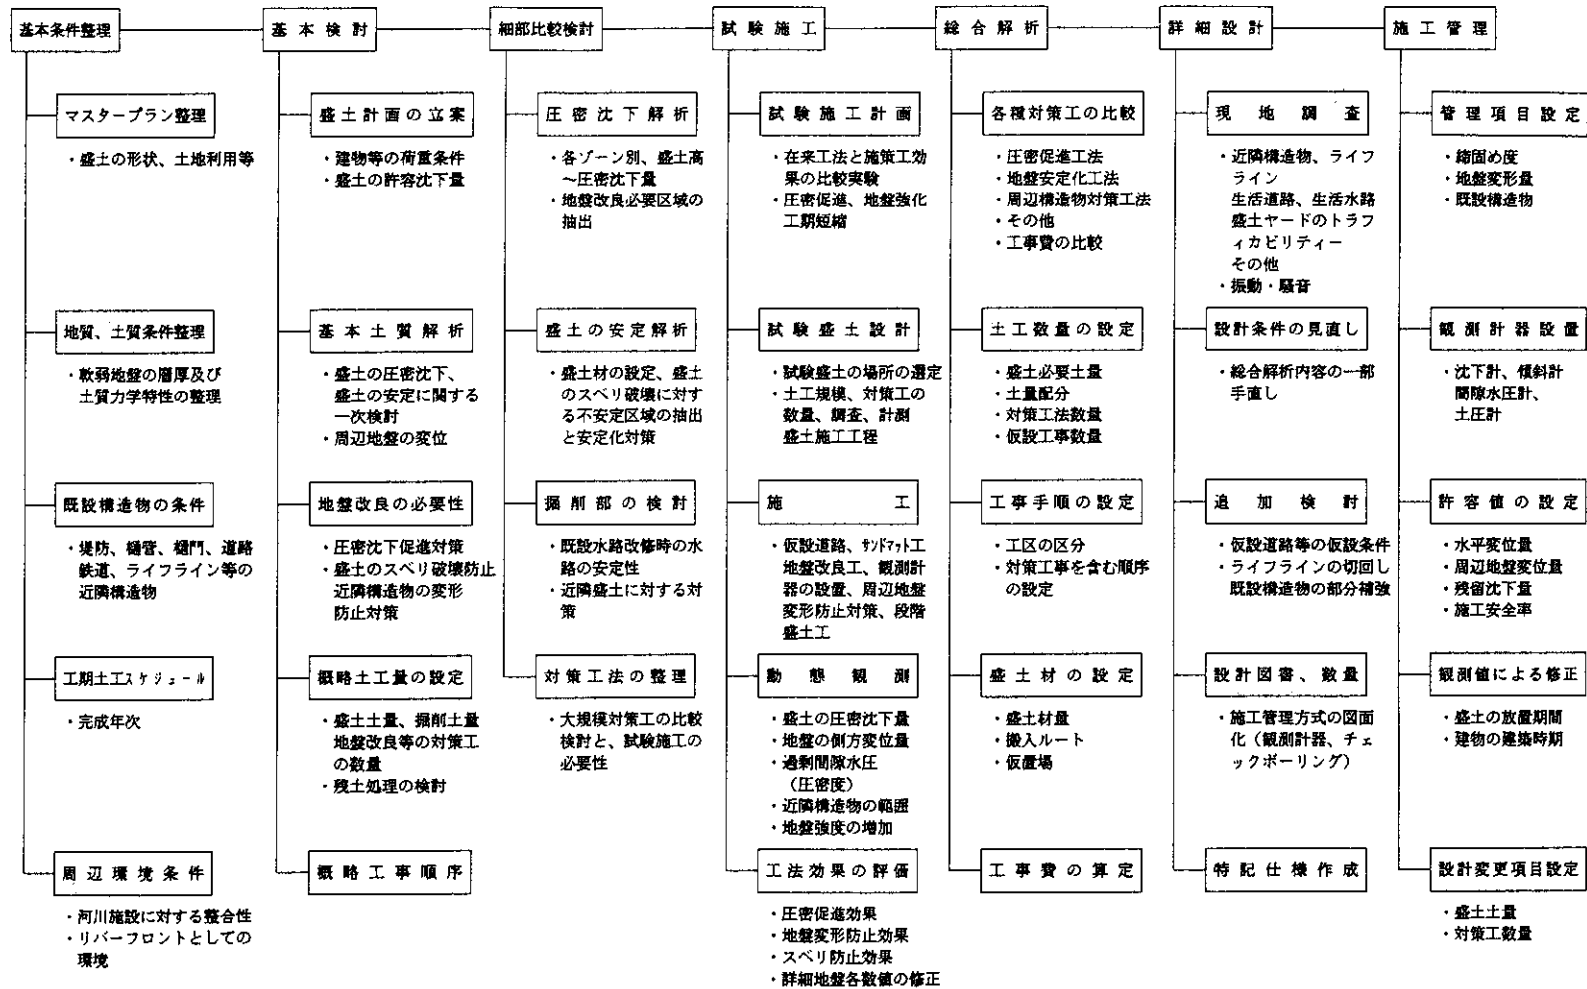 基本条件整理
マスタープラン整理
・盛土の形状、土地利用等
地質、土質条件整理
・軟弱地盤の層厚及び
土質力学特性の整理
既設構造物の条件
・堤防、樋管、樋門、道路
鉄道、ライフライン等の
近隣構造物
工期土工スケジュール
・完成年次
周辺環境条件
・河川施設に対する整合性
・リバーフロントとしての
環境
基本検討
盛土計画の立案
・建物等の荷重条件
・盛土の許容沈下量
基本土質解析
・盛土の圧密沈下、
盛土の安定に関する
一次検討
・周辺地盤の変位
地盤改良の必要性
・圧密沈下促進対策
・盛土のスベリ破壊防止
近隣構造物の変形
防止対策
概略土工量の設定
・盛土土量、掘削土量
地盤改良等の対策工
の数量
・残土処理の検討
概略工事順序
細部比較検討
圧密沈下解析
・各ゾーン別、盛土高
～圧密沈下量
・地盤改良必要区域の
抽出
盛土の安定解析
・盛土材の設定、盛土
のスベリ破壊に対す
る不安定区域の抽出
と安定化対策
掘削部の検討
・既設水路改修時の水
路の安定性
・近隣盛土に対する対
策
対策工法の整理
・大規模対策工の比較
検討と、試験施工の
必要性
試験施工
試験施工計画
・在来工法と施策工効
果の比較実験
・圧密促進、地盤強化
工期短縮
試験盛土設計
・試験盛土の場所の選定
・土工規模、対策工の
数量、調査、計測
盛土施工工程
施工
・仮設道路、サンドマット工
地盤改良工、観測計
器の設置、周辺地盤
変形防止対策、段階
盛土工
動態観測
・盛土の圧密沈下量
・地盤の側方変位量
・過剰間隙水圧
（圧密度）
・近隣構造物の範囲
・地盤強度の増加
工法効果の評価
・圧密促進効果
・地盤変形防止効果
・スベリ防止効果
・詳細地盤各数値の修正
総合解析
各種対策工の比較
・圧密促進工法
・地盤安定化工法
・周辺構造物対策工法
・その他
・工事費の比較
土工数量の設定
・盛土必要土量
・土量配分
・対策工法数量
・仮設工事数量
工事手順の設定
・工区の区分
・対策工事を含む順序
の設定
盛土材の設定
・盛土材量
・搬入ルート
・仮置場
工事費の算定
詳細設計
現地調査
・近隣構造物、ライフ
ライン
生活道路、生活水路
盛土ヤードのトラフ
ィカビリティー
その他
・振動・騒音
設計条件の見直し
・総合解析内容の一部
手直し
追加検討
・仮設道路等の仮設条件
・ライフラインの切回し
既設構造物の部分補強
設計図書、数量
・施工管理方式の図面
化（観測計器、チェ
ックボーリング）
特記仕様作成
施工管理
管理項目設定
・締固め度
・地盤変形量
・既設構造物
観測計器設置
・沈下計、傾斜計
間隙水圧計、
土圧計
許容値の設定
・水平変位量
・周辺地盤変位量
・残留沈下量
・施工安全率
観測値による修正
・盛土の放置期間
・建物の建築時期
設計変更項目設定
・盛土土量
・対策工数量